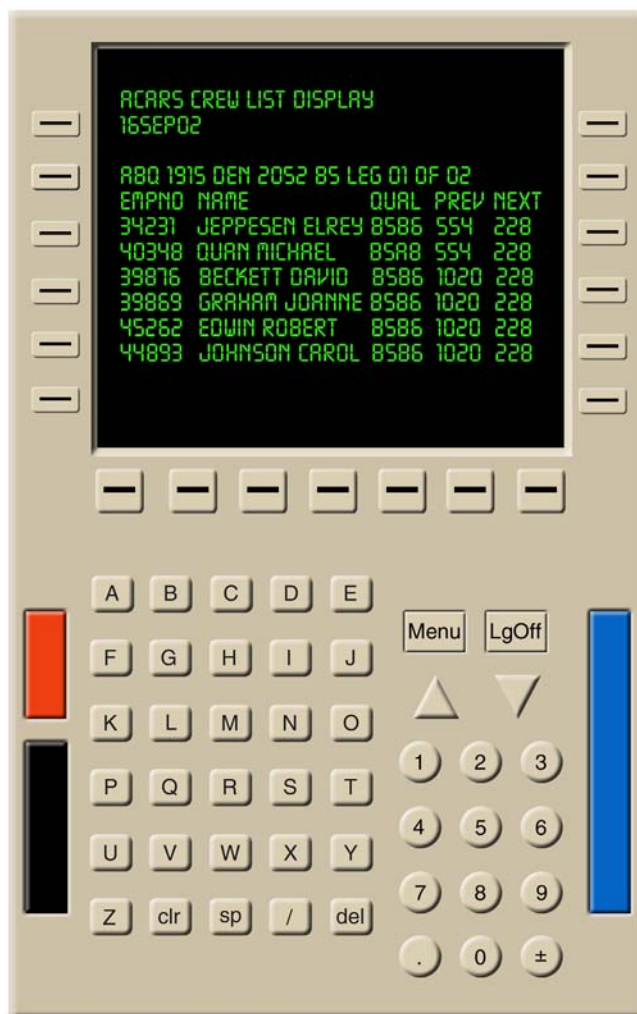 ACARS CREW LIST DISPLAY
16SEP02
ABQ 1915 DEN 2052 85 LEG 01 OF 02
EMPNO NAME QUAL PREV NEXT
34231 JEPPESEN ELREY 8586 554 228
40348 QUAN MICHAEL 85A8 554 228
39876 BECKETT DAVID 8586 1020 228
39869 GRAHAM JOANNE 8586 1020 228
45262 EDWIN ROBERT 8586 1020 228
44893 JOHNSON CAROL 8586 1020 228
A B C D E
Menu LgOff
F G H I J
K L M N O
1 2 3
P Q R S T
4 5 6
U V W X Y
7 8 9
Z clr sp / del
. 0 ±